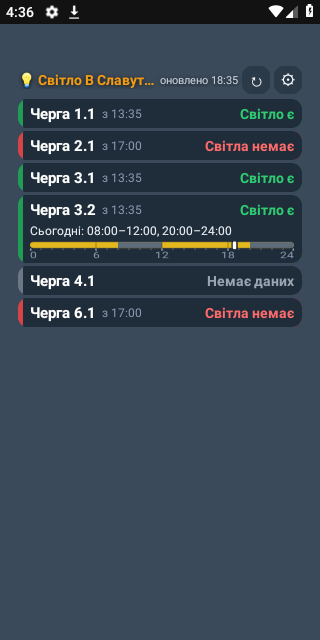 4:36
💡 Світло В Славут... оновлено 18:35
Черга 1.1 з 13:35 Світло є
Черга 2.1 з 17:00 Світла немає
Черга 3.1 з 13:35 Світло є
Черга 3.2 з 13:35 Світло є
Сьогодні: 08:00–12:00, 20:00–24:00
0 6 12 18 24
Черга 4.1 Немає даних
Черга 6.1 з 17:00 Світла немає